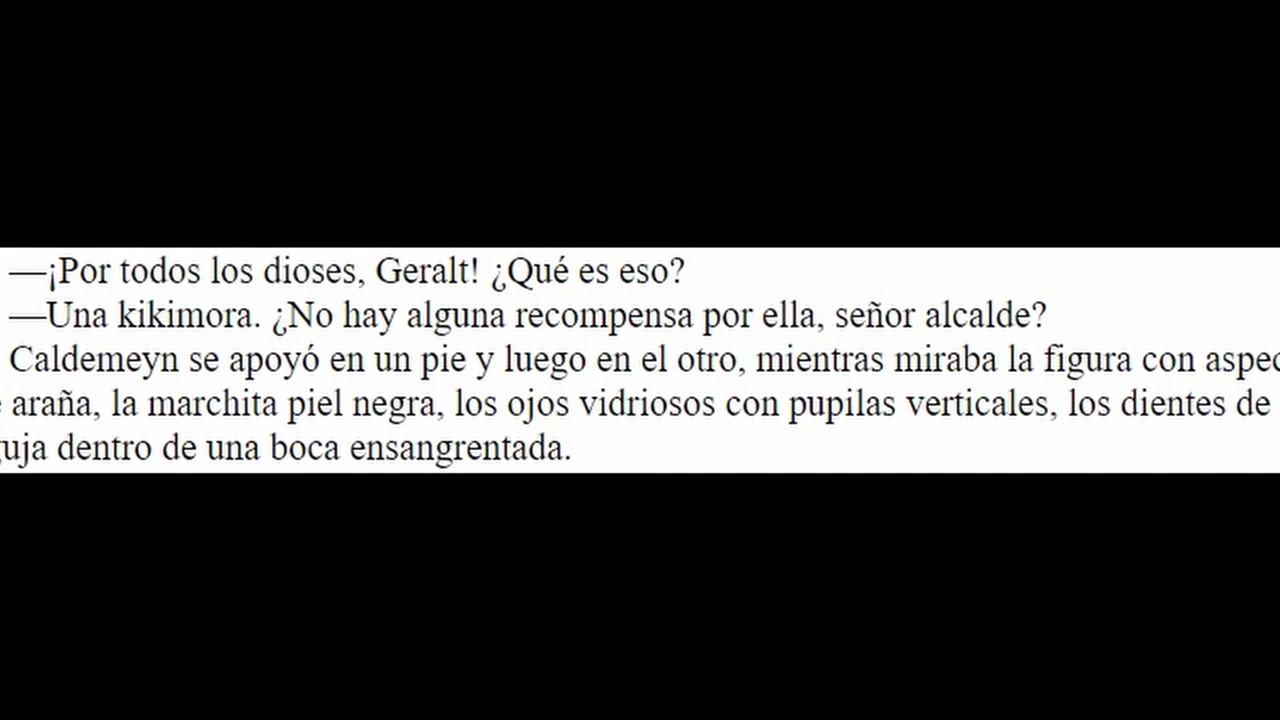 —¡Por todos los dioses, Geralt! ¿Qué es eso?
—Una kikimora. ¿No hay alguna recompensa por ella, señor alcalde?
Caldemeyn se apoyó en un pie y luego en el otro, mientras miraba la figura con
araña, la marchita piel negra, los ojos vidriosos con pupilas verticales, los dientes de
dentro de una boca ensangrentada.